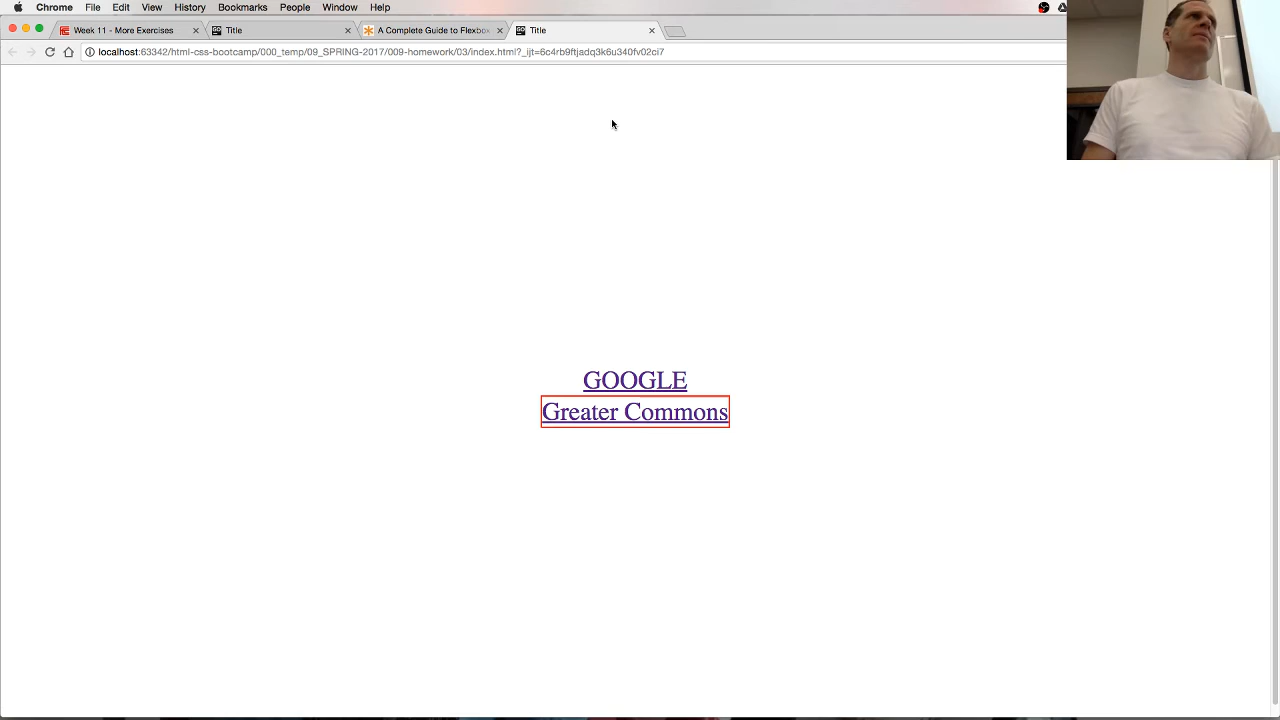 Chrome File Edit View History Bookmarks People Window Help
Week 11 - More Exercises
Title
A Complete Guide to Flexbox
Title
localhost:63342/html-css-bootcamp/000_temp/09_SPRING-2017/009-homework/03/index.html?_ijt=6c4rb9ftjadq3k6u340fv02ci7
GOOGLE
Greater Commons